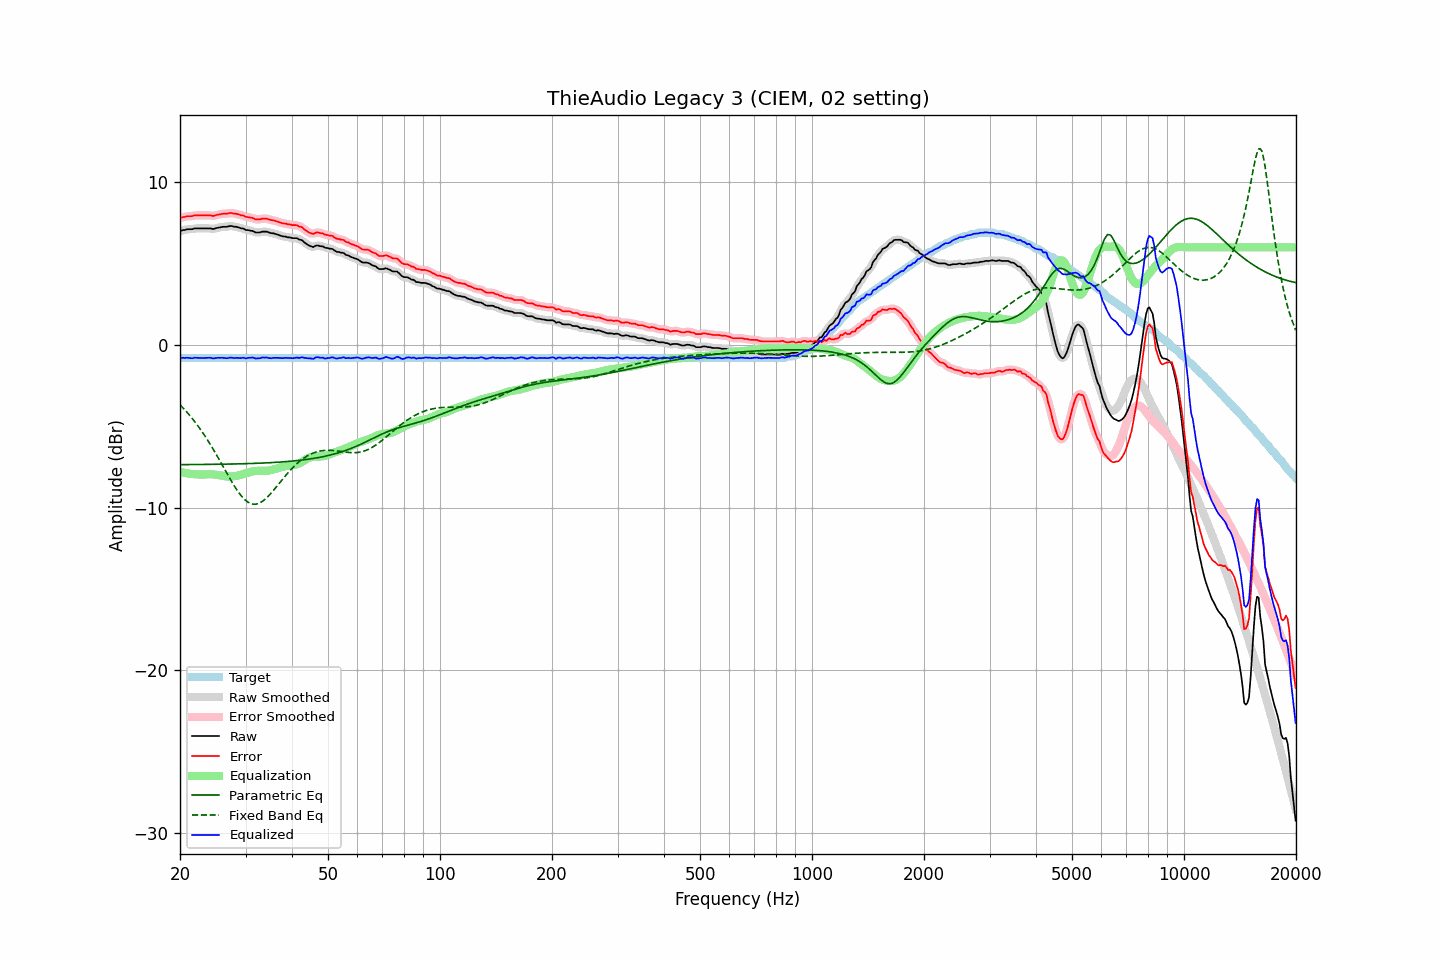 ThieAudio Legacy 3 (CIEM, 02 setting)
10
0
−10
−20
−30
Amplitude (dBr)
Target
Raw Smoothed
Error Smoothed
Raw
Error
Equalization
Parametric Eq
Fixed Band Eq
Equalized
20 50 100 200 500 1000 2000 5000 10000 20000
Frequency (Hz)